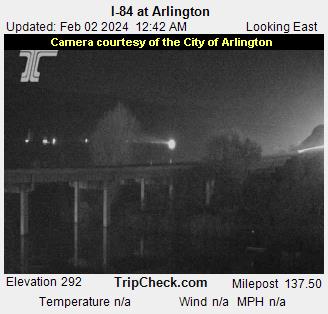 I-84 at Arlington
Updated: Feb 02 2024 12:42 AM Looking East
Camera courtesy of the City of Arlington
Elevation 292 TripCheck.com Milepost 137.50
Temperature n/a Wind n/a MPH n/a